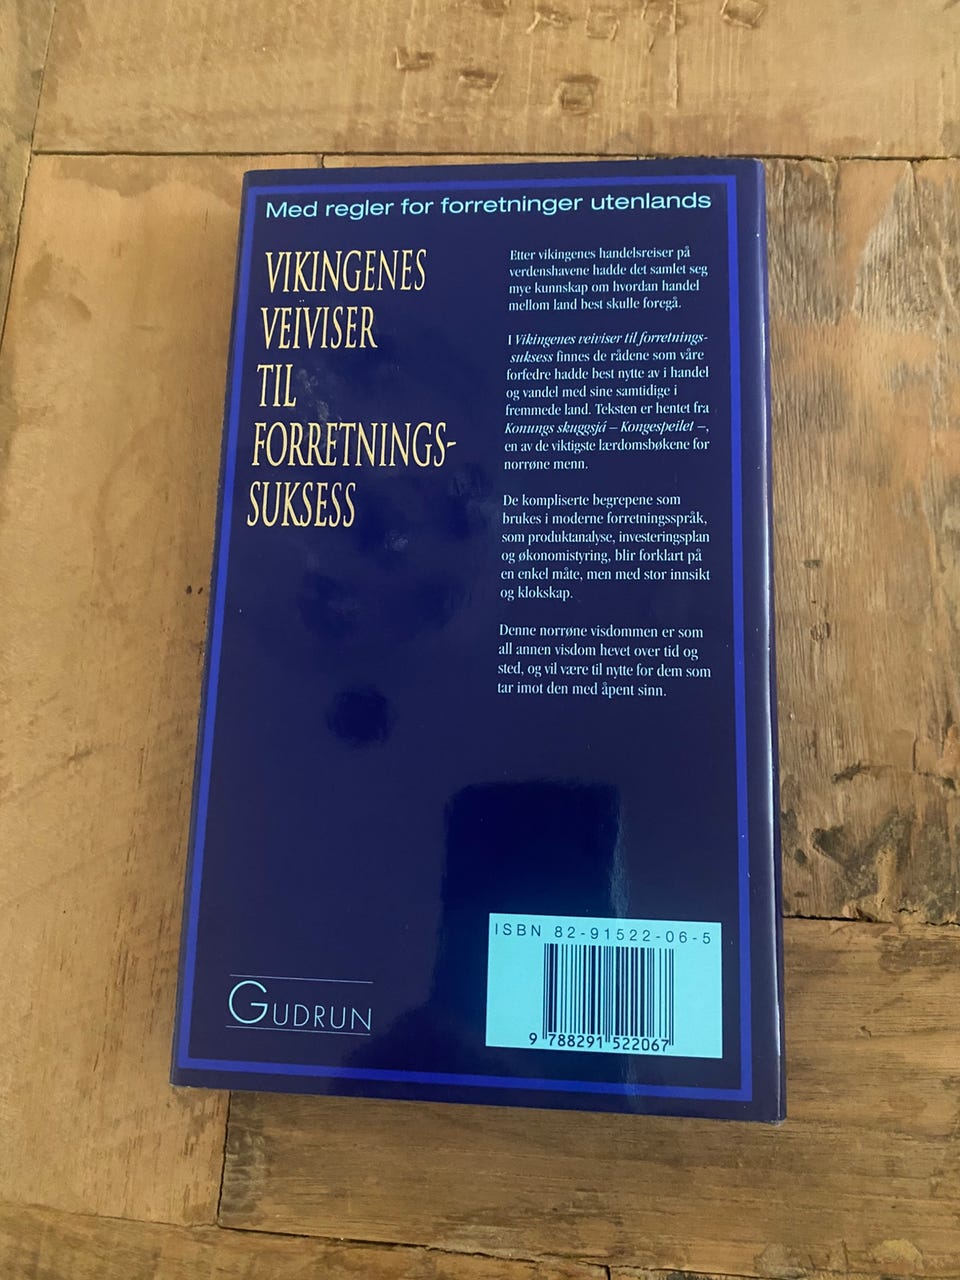 Med regler for forretninger utenlands
VIKINGENES
VEIVISER
TIL
FORRETNINGS-
SUKSESS
Etter vikingenes handelsreiser på
verdenshavene hadde det samlet seg
mye kunnskap om hvordan handel
mellom land best skulle foregå.
I Vikingenes veiviser til forretnings-
suksess finnes de rådene som våre
forfedre hadde best nytte av i handel
og vandel med sine samtidige i
fremmede land. Teksten er hentet fra
Konungs skuggsjá – Kongespeilet –,
en av de viktigste lærdomsbøkene for
norrøne menn.
De kompliserte begrepene som
brukes i moderne forretningsspråk,
som produktanalyse, investeringsplan
og økonomistyring, blir forklart på
en enkel måte, men med stor innsikt
og klokskap.
Denne norrøne visdommen er som
all annen visdom hevet over tid og
sted, og vil være til nytte for dem som
tar imot den med åpent sinn.
ISBN 82-91522-06-5
9 788291 522067
GUDRUN